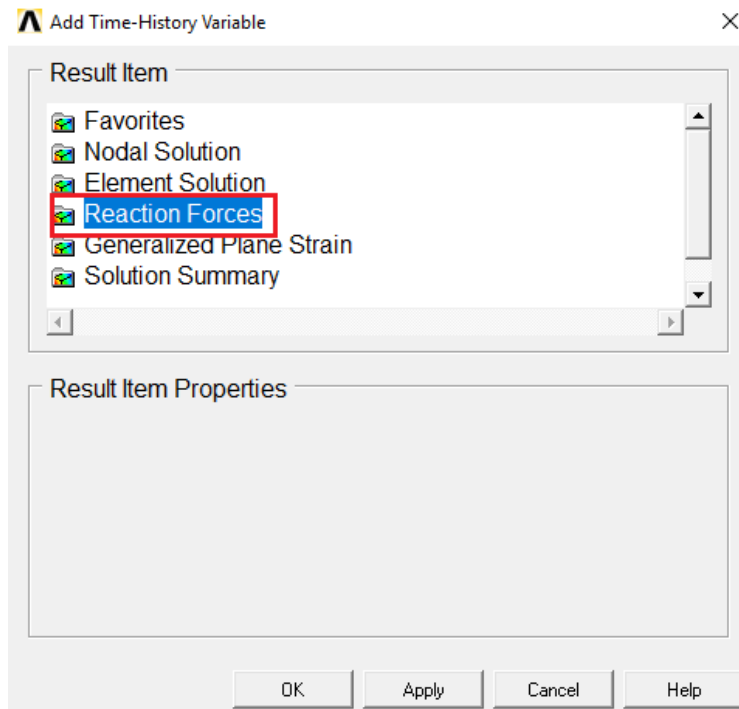 Add Time-History Variable
Result Item
Favorites
Nodal Solution
Element Solution
Reaction Forces
Generalized Plane Strain
Solution Summary
Result Item Properties
OK Apply Cancel Help